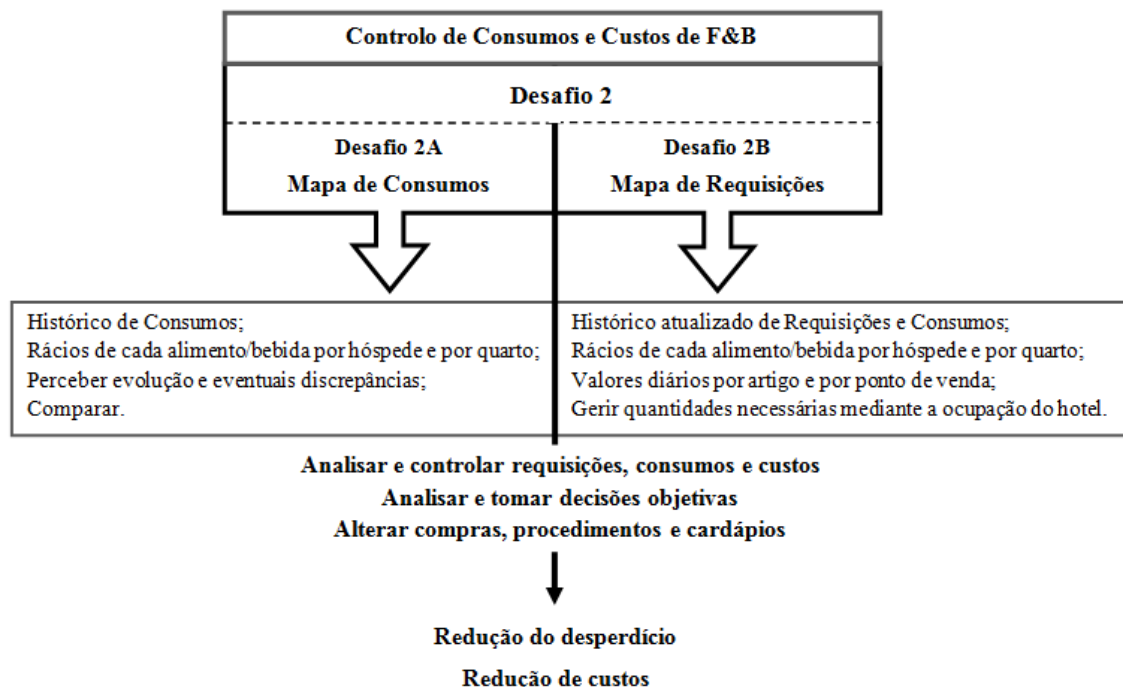 Controlo de Consumos e Custos de F&B
Desafio 2
Desafio 2A
Mapa de Consumos
Desafio 2B
Mapa de Requisições
Histórico de Consumos;
Rácios de cada alimento/bebida por hóspede e por quarto;
Perceber evolução e eventuais discrepâncias;
Comparar.
Histórico atualizado de Requisições e Consumos;
Rácios de cada alimento/bebida por hóspede e por quarto;
Valores diários por artigo e por ponto de venda;
Gerir quantidades necessárias mediante a ocupação do hotel.
Analisar e controlar requisições, consumos e custos
Analisar e tomar decisões objetivas
Alterar compras, procedimentos e cardápios
Redução do desperdício
Redução de custos